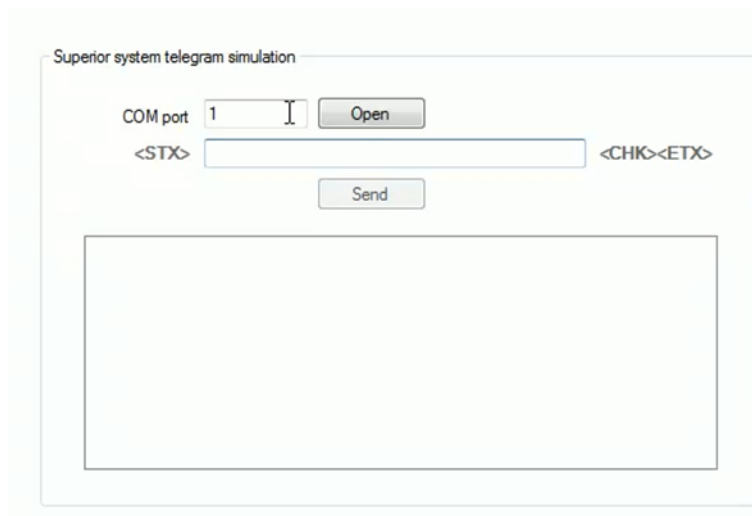 Superior system telegram simulation
COM port 1 Open
<STX> <CHK><ETX>
Send